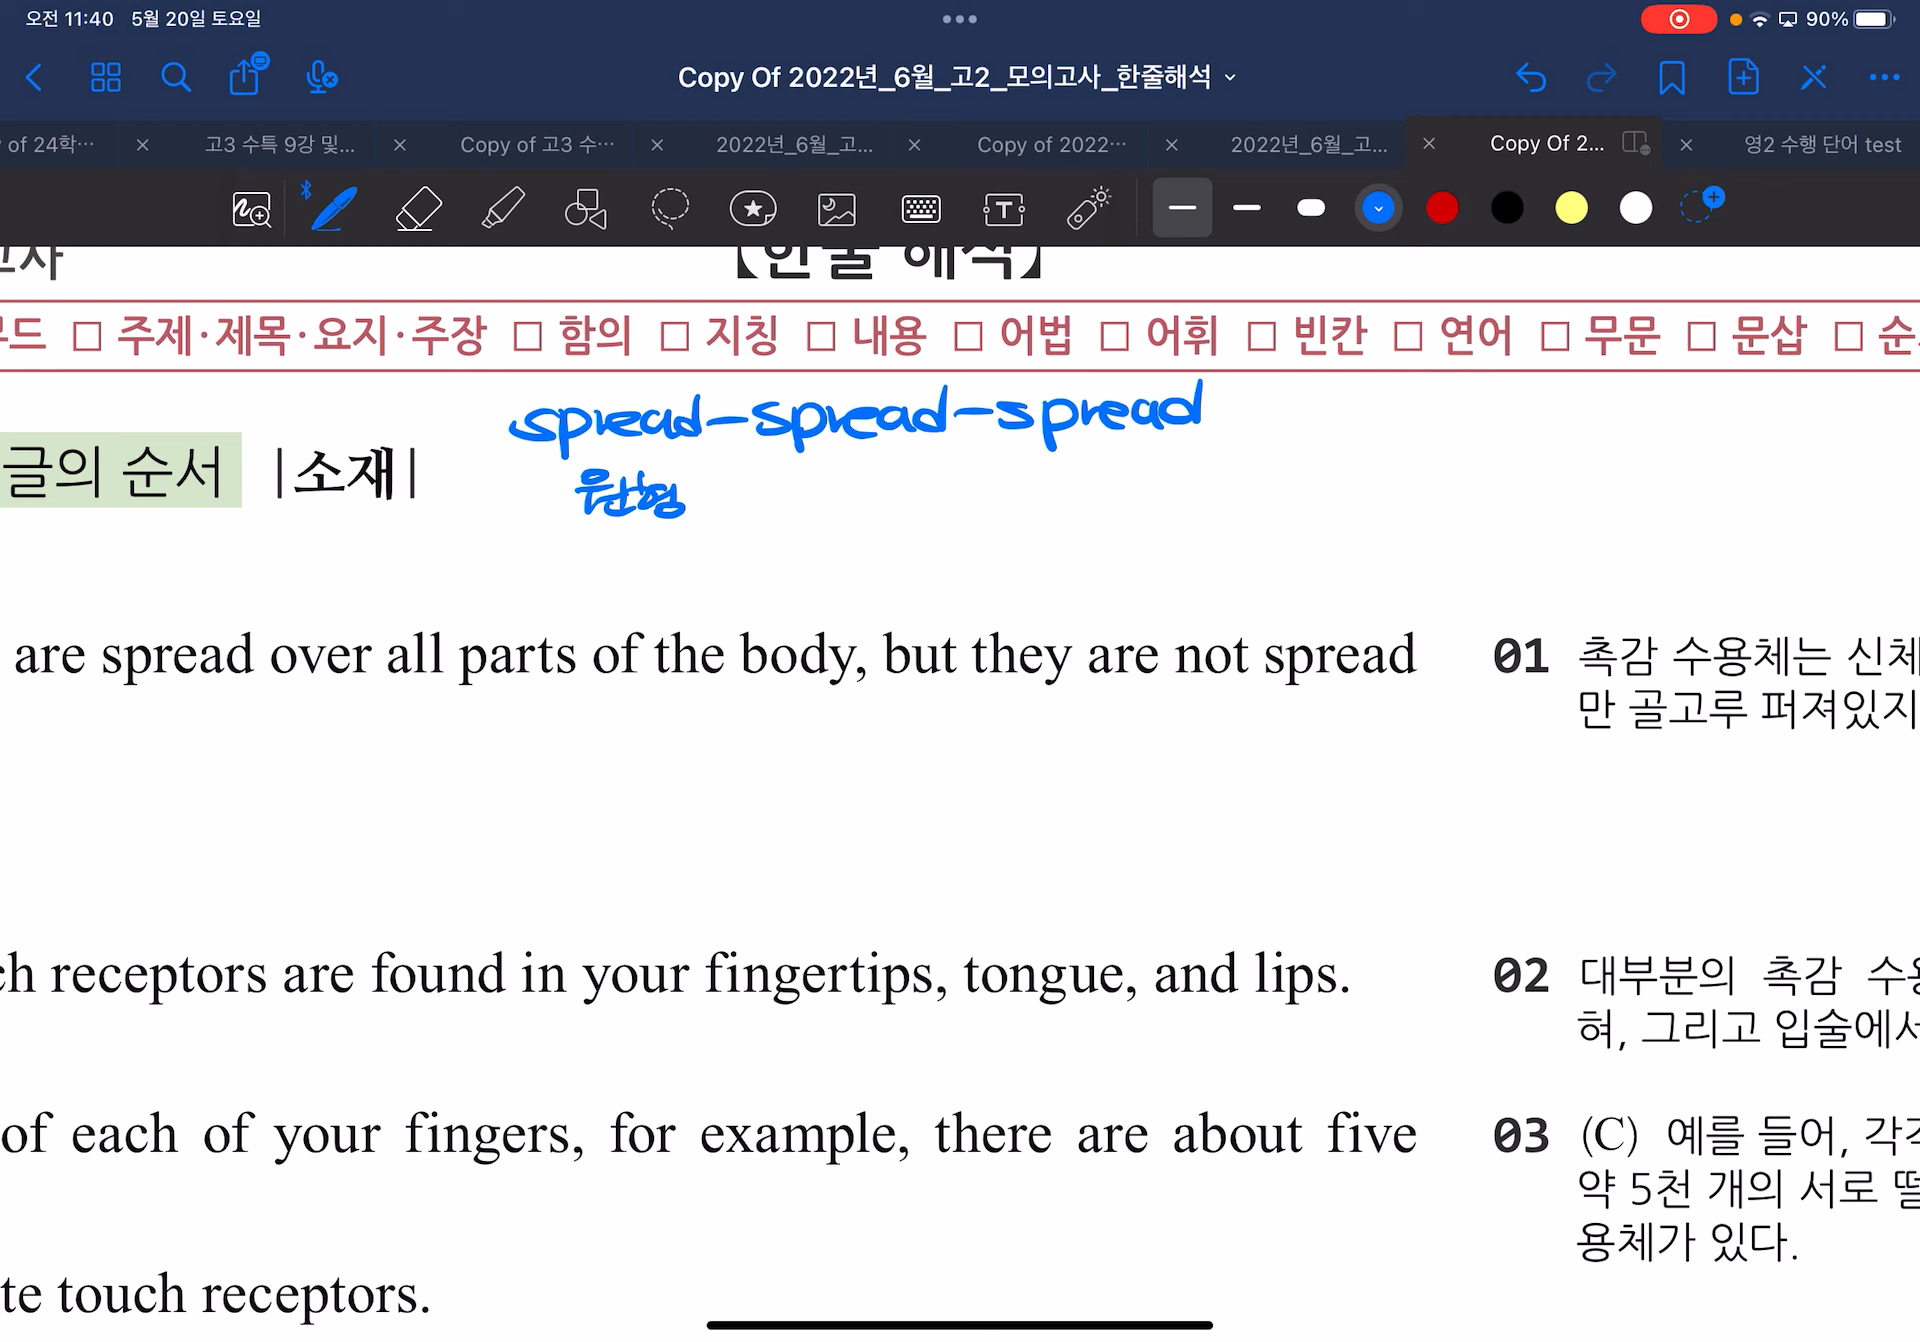 오전 11:40 5월 20일 토요일 90%
Copy Of 2022년_6월_고2_모의고사_한줄해석
of 24학··· 고3 수특 9강 및... Copy of 고3 수··· 2022년_6월_고... Copy of 2022··· 2022년_6월_고... Copy Of 2... 영2 수행 단어 test
【한줄 해석】
□ 주제·제목·요지·주장 □ 함의 □ 지칭 □ 내용 □ 어법 □ 어휘 □ 빈칸 □ 연어 □ 무문 □ 문삽 □ 순
spread-spread-spread
글의 순서 |소재|
원형
are spread over all parts of the body, but they are not spread
01 촉감 수용체는 신체
만 골고루 퍼져있지
ch receptors are found in your fingertips, tongue, and lips.
02 대부분의 촉감 수용
혀, 그리고 입술에서
of each of your fingers, for example, there are about five
03 (C) 예를 들어, 각각
약 5천 개의 서로 떨
용체가 있다.
te touch receptors.